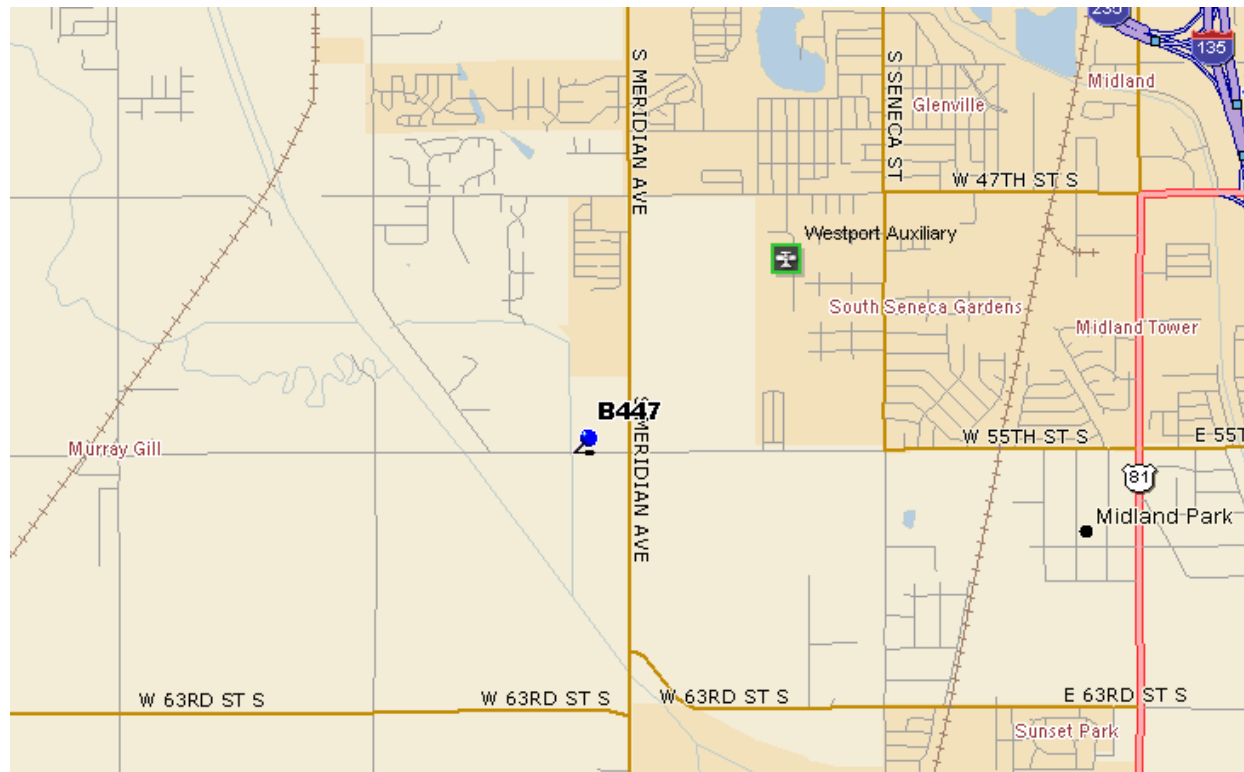 235
135
Midland
Glenville
S MERIDIAN AVE
S SENECA ST
W 47TH ST S
Westport Auxiliary
South Seneca Gardens
Midland Tower
B447
S MERIDIAN AVE
W 55TH ST S
E 55T
Murray Gill
81
Midland Park
W 63RD ST S
W 63RD ST S
W 63RD ST S
E 63RD ST S
Sunset Park